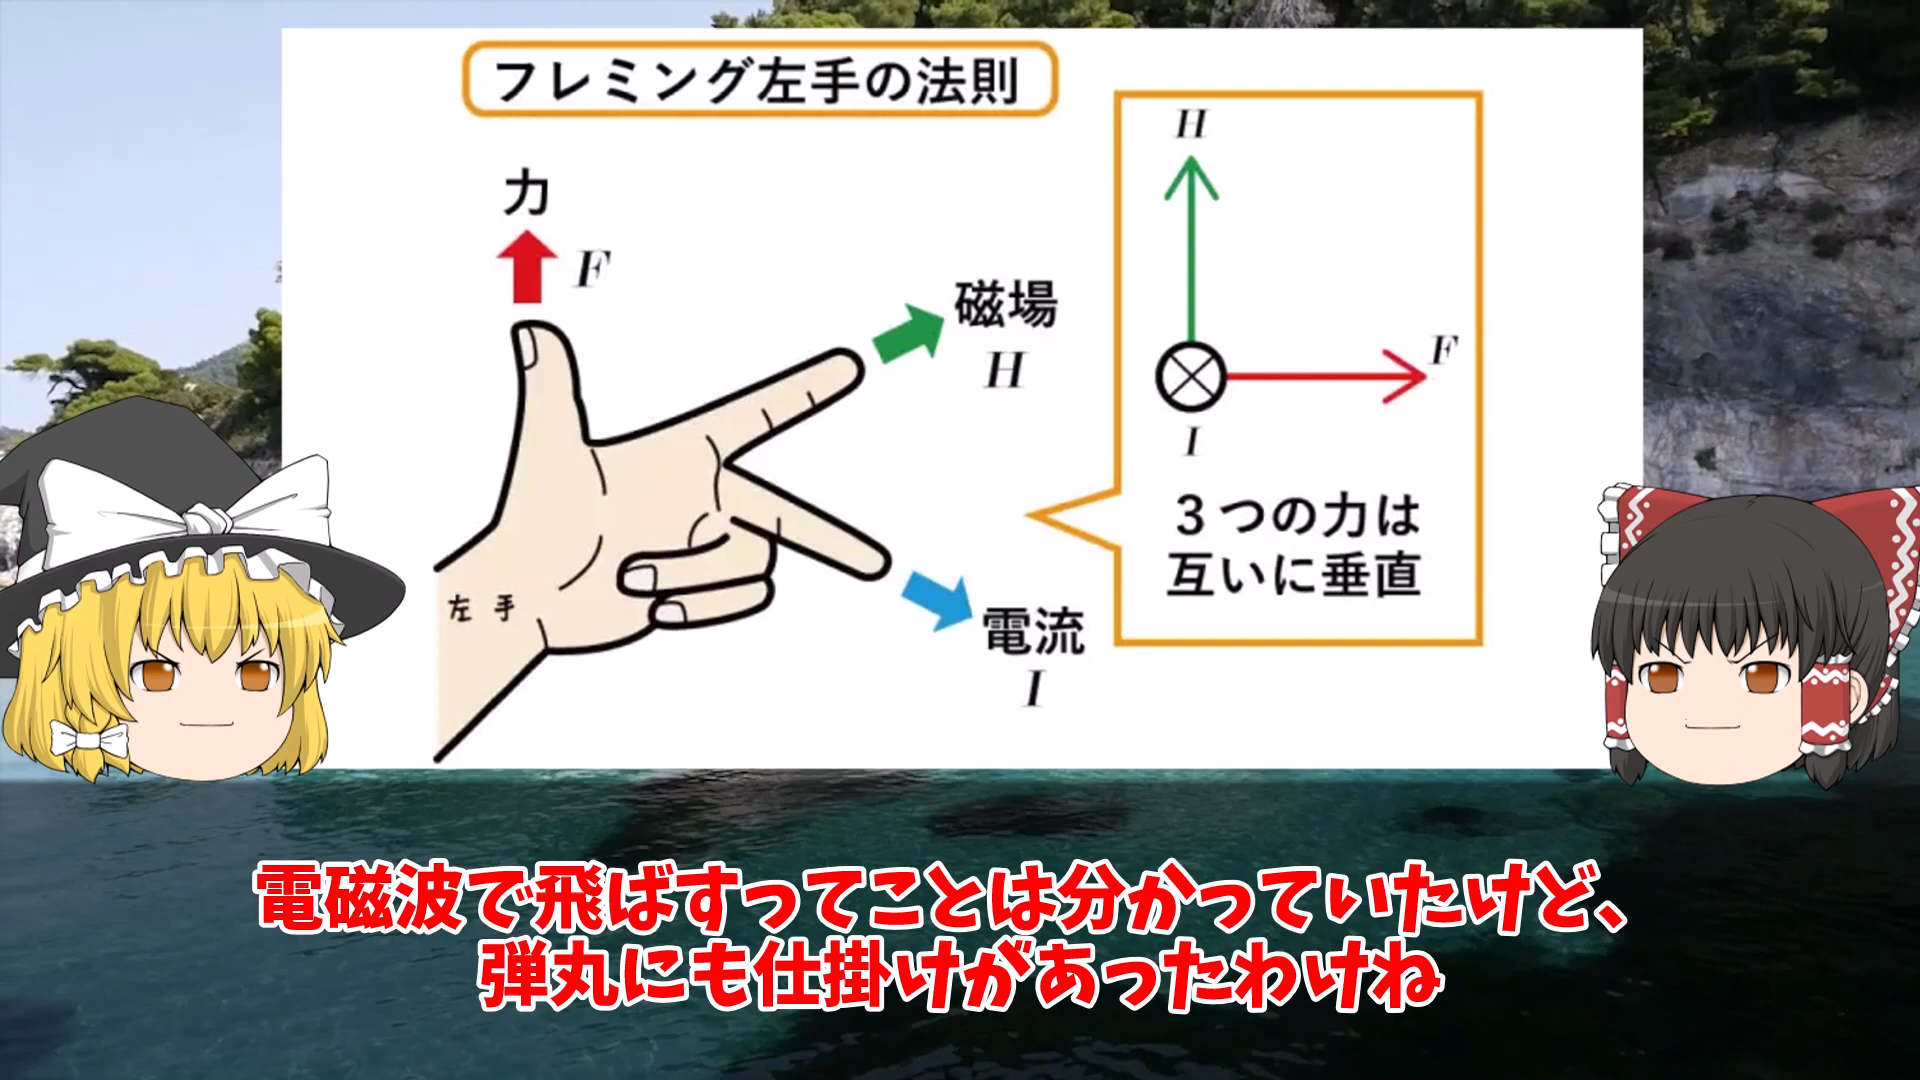 フレミング左手の法則
力
F
磁場
H
電流
I
左手
H
F
I
３つの力は
互いに垂直
電磁波で飛ばすってことは分かっていたけど、
弾丸にも仕掛けがあったわけね